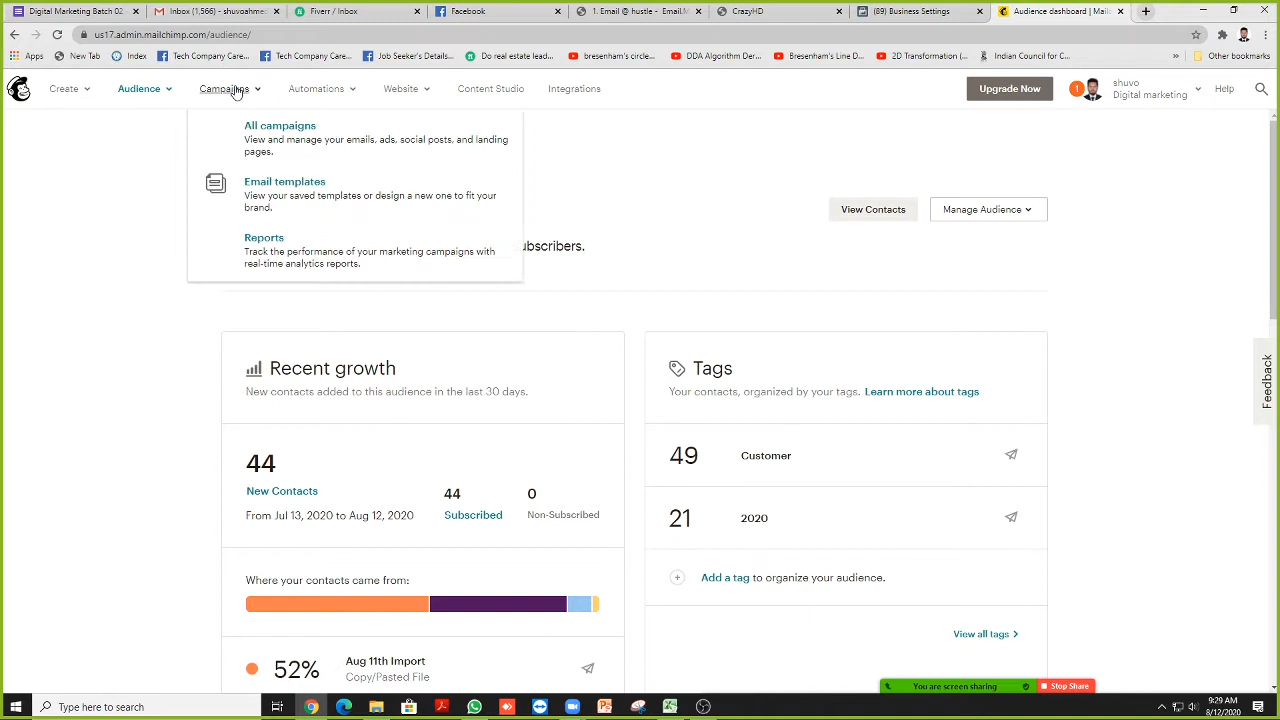 Digital Marketing Batch 02
Inbox (1,566) - shuvoahmes
Fiverr / Inbox
Facebook
1. Email @ hustle - Email.M
CrazyHD
(89) Business Settings
Audience dashboard | Mailc
us17.admin.mailchimp.com/audience/
Apps
New Tab
Index
Tech Company Care...
Tech Company Care...
Job Seeker's Details...
Do real estate lead...
bresenham's circle...
DDA Algorithm Der...
Bresenham's Line D...
2D Transformation (...
Indian Council for C...
Create
Audience
Campaigns
Automations
Content Studio
Integrations
Upgrade Now
1
shuvo
Digital marketing
Help
All campaigns
View and manage your emails, ads, social posts, and landing
pages.
Email templates
View your saved templates or design a new one to fit your
brand.
Reports
Track the performance of your marketing campaigns with
real-time analytics reports.
ubscribers.
View Contacts
Manage Audience
Recent growth
New contacts added to this audience in the last 30 days.
44
New Contacts
From Jul 13, 2020 to Aug 12, 2020
44
Subscribed
0
Non-Subscribed
Where your contacts came from:
52%
Aug 11th Import
Copy/Pasted File
Tags
Your contacts, organized by your tags. Learn more about tags
49 Customer
21 2020
Add a tag to organize your audience.
View all tags
Feedback
You are screen sharing
Stop Share
Type here to search
9:29 AM
8/12/2020